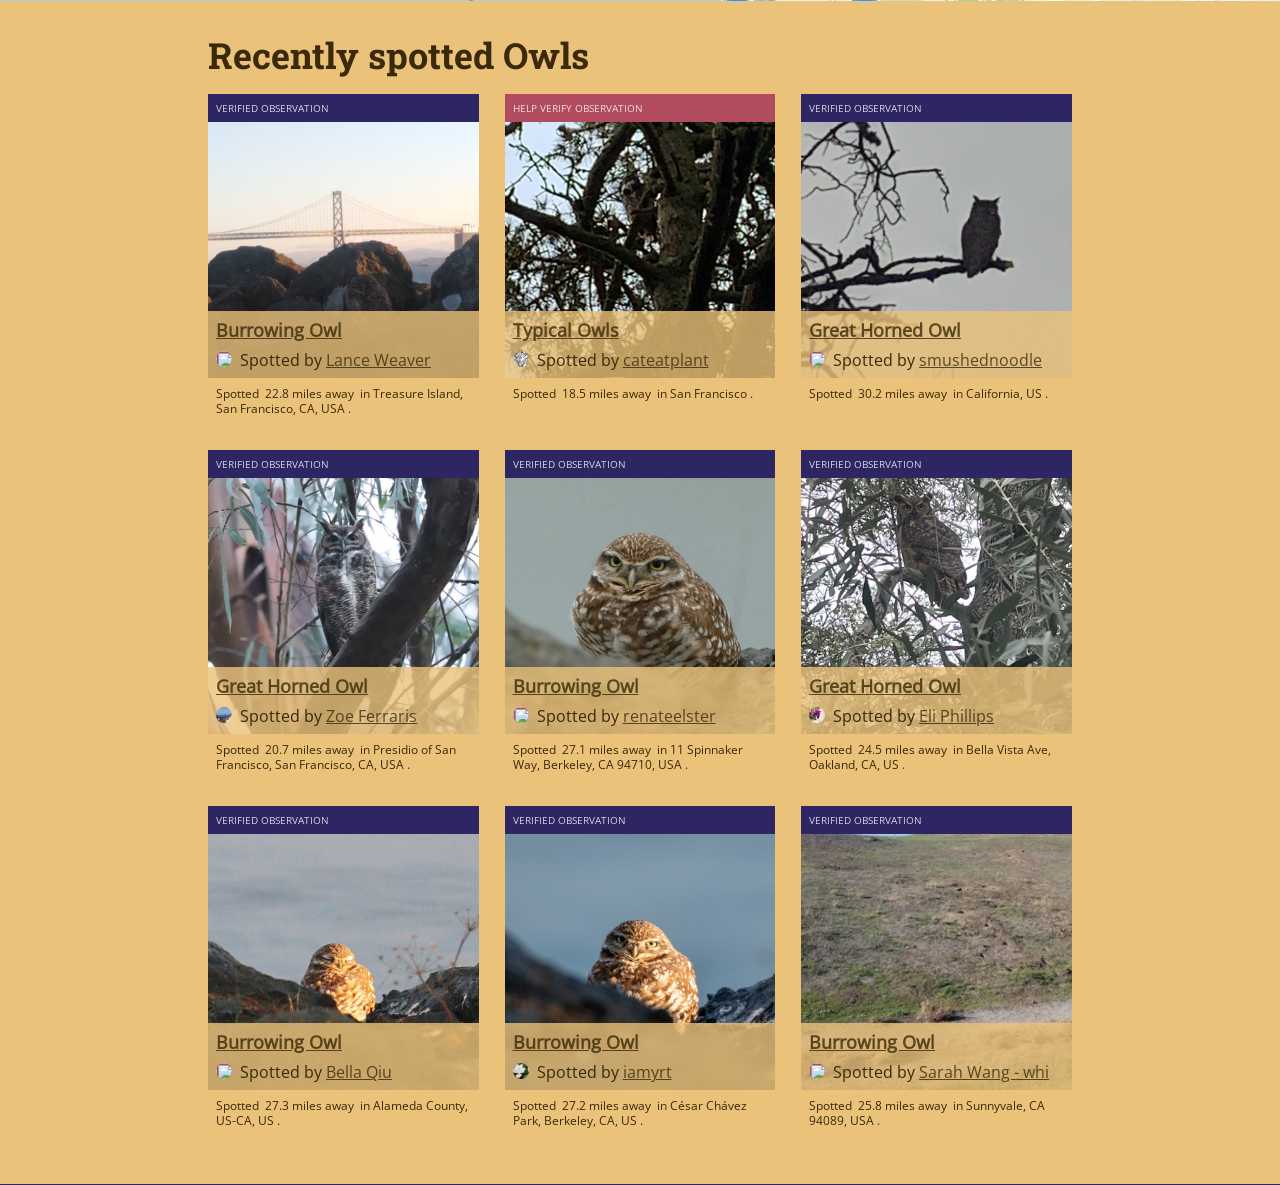 Recently spotted Owls
VERIFIED OBSERVATION
Burrowing Owl
Spotted by Lance Weaver
Spotted 22.8 miles away in Treasure Island,
San Francisco, CA, USA .
HELP VERIFY OBSERVATION
Typical Owls
Spotted by cateatplant
Spotted 18.5 miles away in San Francisco .
VERIFIED OBSERVATION
Great Horned Owl
Spotted by smushednoodle
Spotted 30.2 miles away in California, US .
VERIFIED OBSERVATION
Great Horned Owl
Spotted by Zoe Ferraris
Spotted 20.7 miles away in Presidio of San
Francisco, San Francisco, CA, USA .
VERIFIED OBSERVATION
Burrowing Owl
Spotted by renateelster
Spotted 27.1 miles away in 11 Spinnaker
Way, Berkeley, CA 94710, USA .
VERIFIED OBSERVATION
Great Horned Owl
Spotted by Eli Phillips
Spotted 24.5 miles away in Bella Vista Ave,
Oakland, CA, US .
VERIFIED OBSERVATION
Burrowing Owl
Spotted by Bella Qiu
Spotted 27.3 miles away in Alameda County,
US-CA, US .
VERIFIED OBSERVATION
Burrowing Owl
Spotted by iamyrt
Spotted 27.2 miles away in César Chávez
Park, Berkeley, CA, US .
VERIFIED OBSERVATION
Burrowing Owl
Spotted by Sarah Wang - whi
Spotted 25.8 miles away in Sunnyvale, CA
94089, USA .